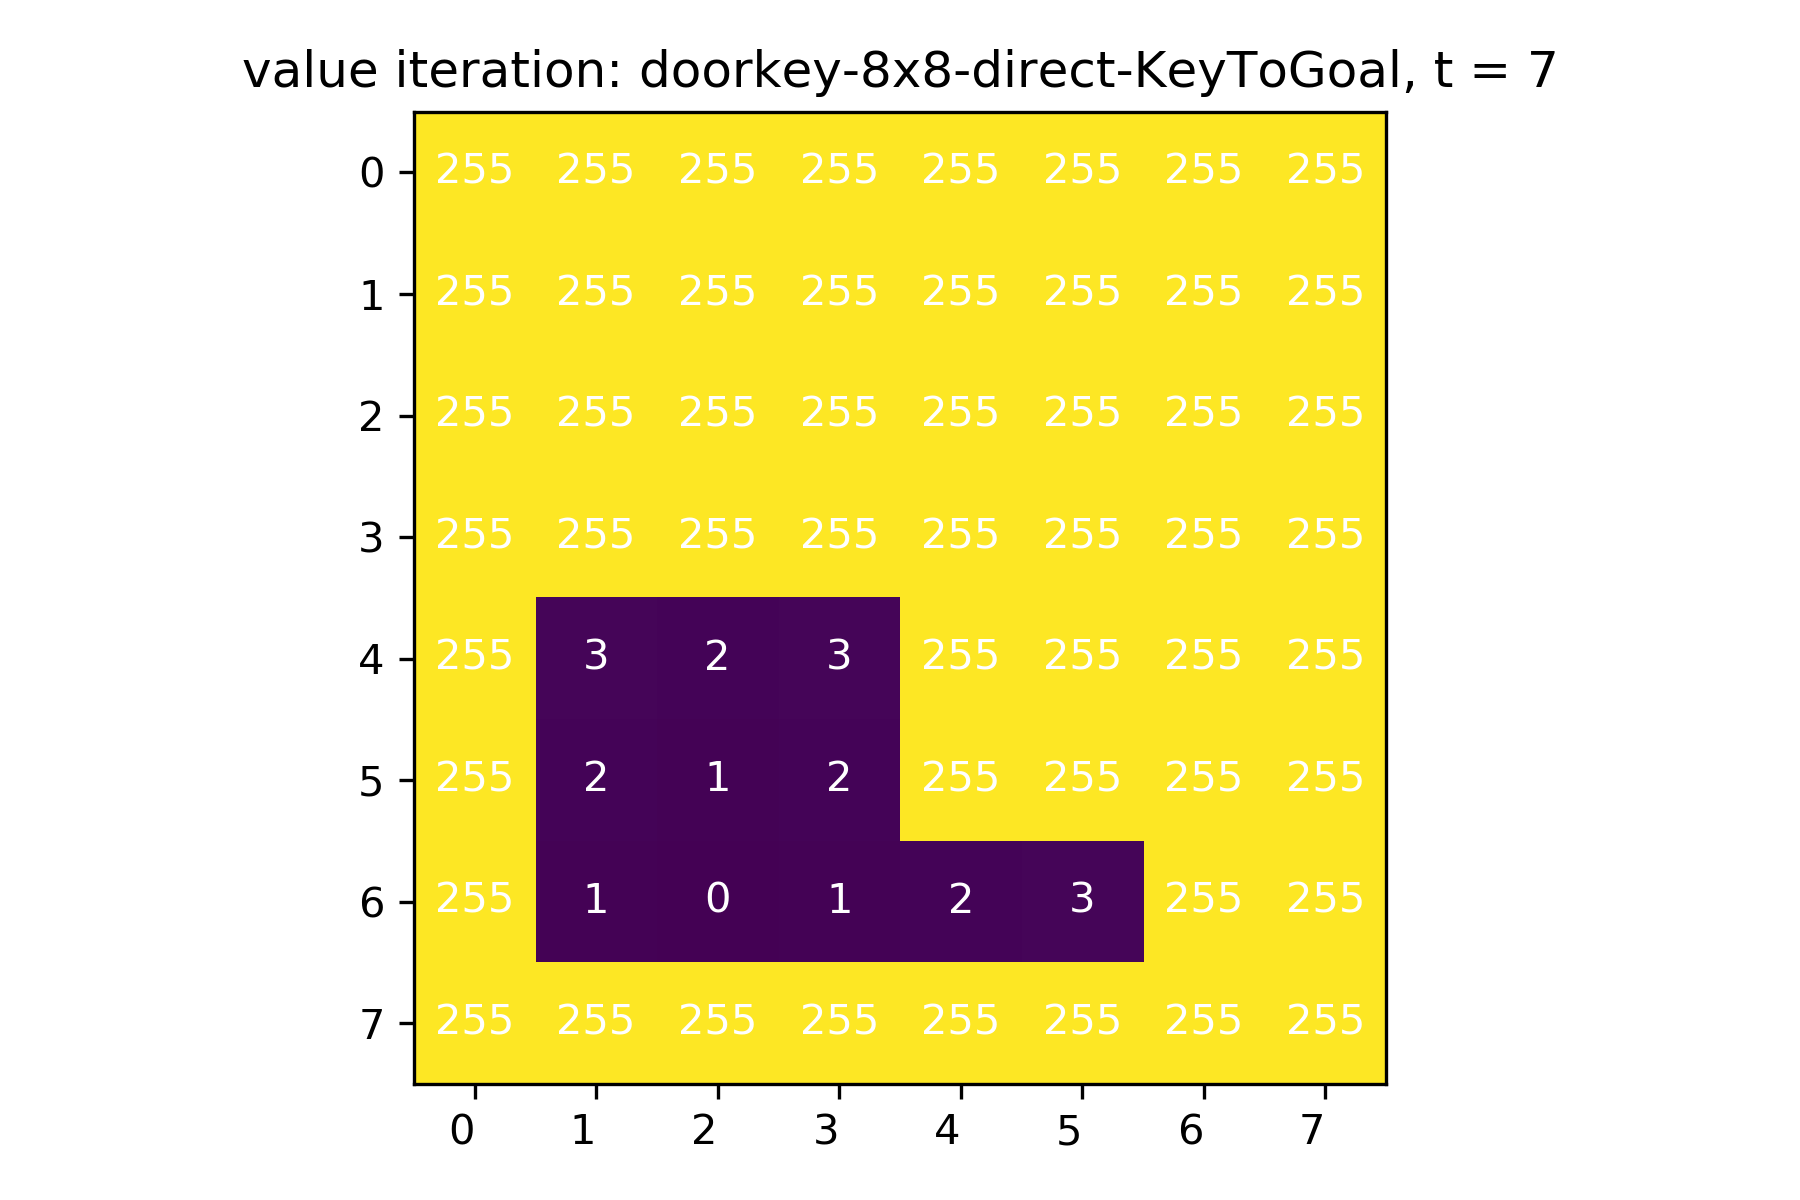 value iteration: doorkey-8x8-direct-KeyToGoal, t = 7
0 255 255 255 255 255 255 255 255
1 255 255 255 255 255 255 255 255
2 255 255 255 255 255 255 255 255
3 255 255 255 255 255 255 255 255
4 255 3 2 3 255 255 255 255
5 255 2 1 2 255 255 255 255
6 255 1 0 1 2 3 255 255
7 255 255 255 255 255 255 255 255
0 1 2 3 4 5 6 7